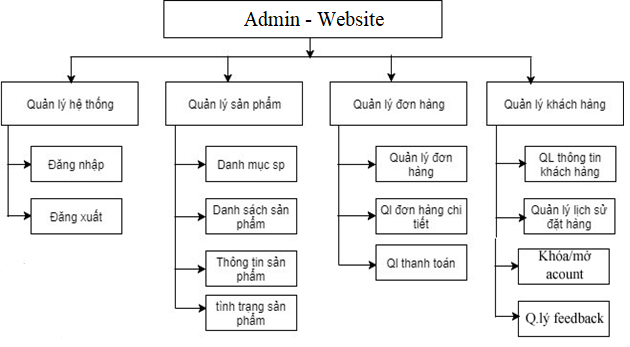 Admin - Website
Quản lý hệ thống
Quản lý sản phẩm
Quản lý đơn hàng
Quản lý khách hàng
Đăng nhập
Đăng xuất
Danh mục sp
Danh sách sản
phẩm
Thông tin sản
phẩm
tình trạng sản
phẩm
Quản lý đơn
hàng
Ql đơn hàng chi
tiết
Ql thanh toán
QL thông tin
khách hàng
Quản lý lịch sử
đặt hàng
Khóa/mở
acount
Q.lý feedback